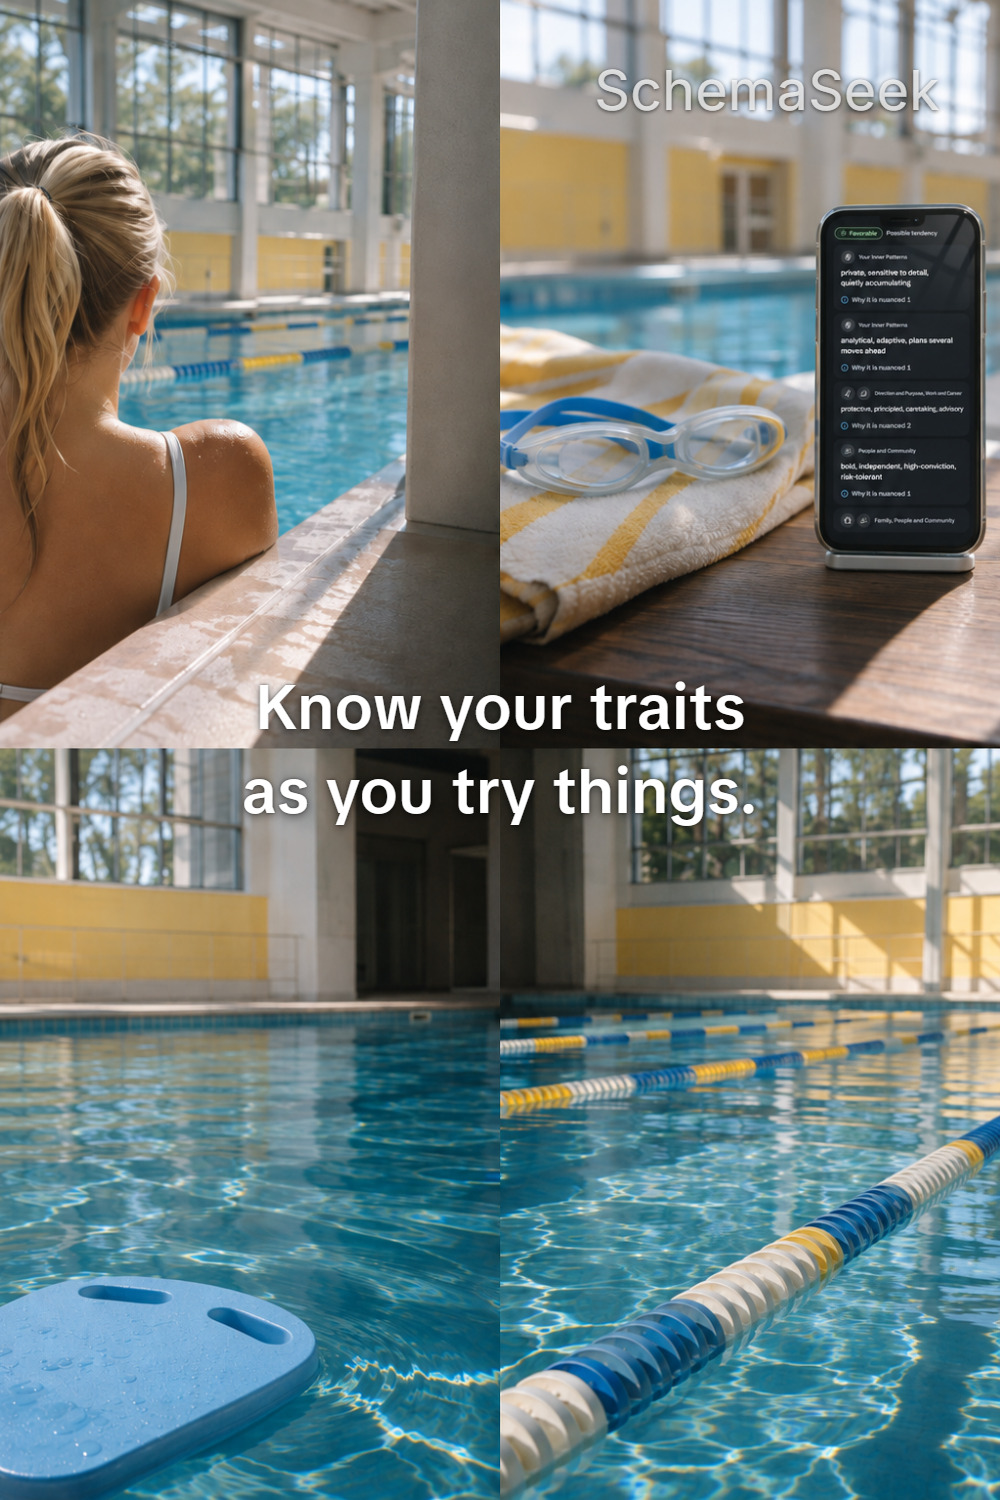 SchemaSeek
Favorable Possible tendency
Your Inner Patterns
private, sensitive to detail,
quietly accumulating
Why it is nuanced 1
Your Inner Patterns
analytical, adaptive, plans several
moves ahead
Why it is nuanced 1
Direction and Purpose, Work and Career
protective, principled, caretaking, advisory
Why it is nuanced 2
People and Community
bold, independent, high-conviction,
risk-tolerant
Why it is nuanced 1
Family, People and Community
Know your traits
as you try things.